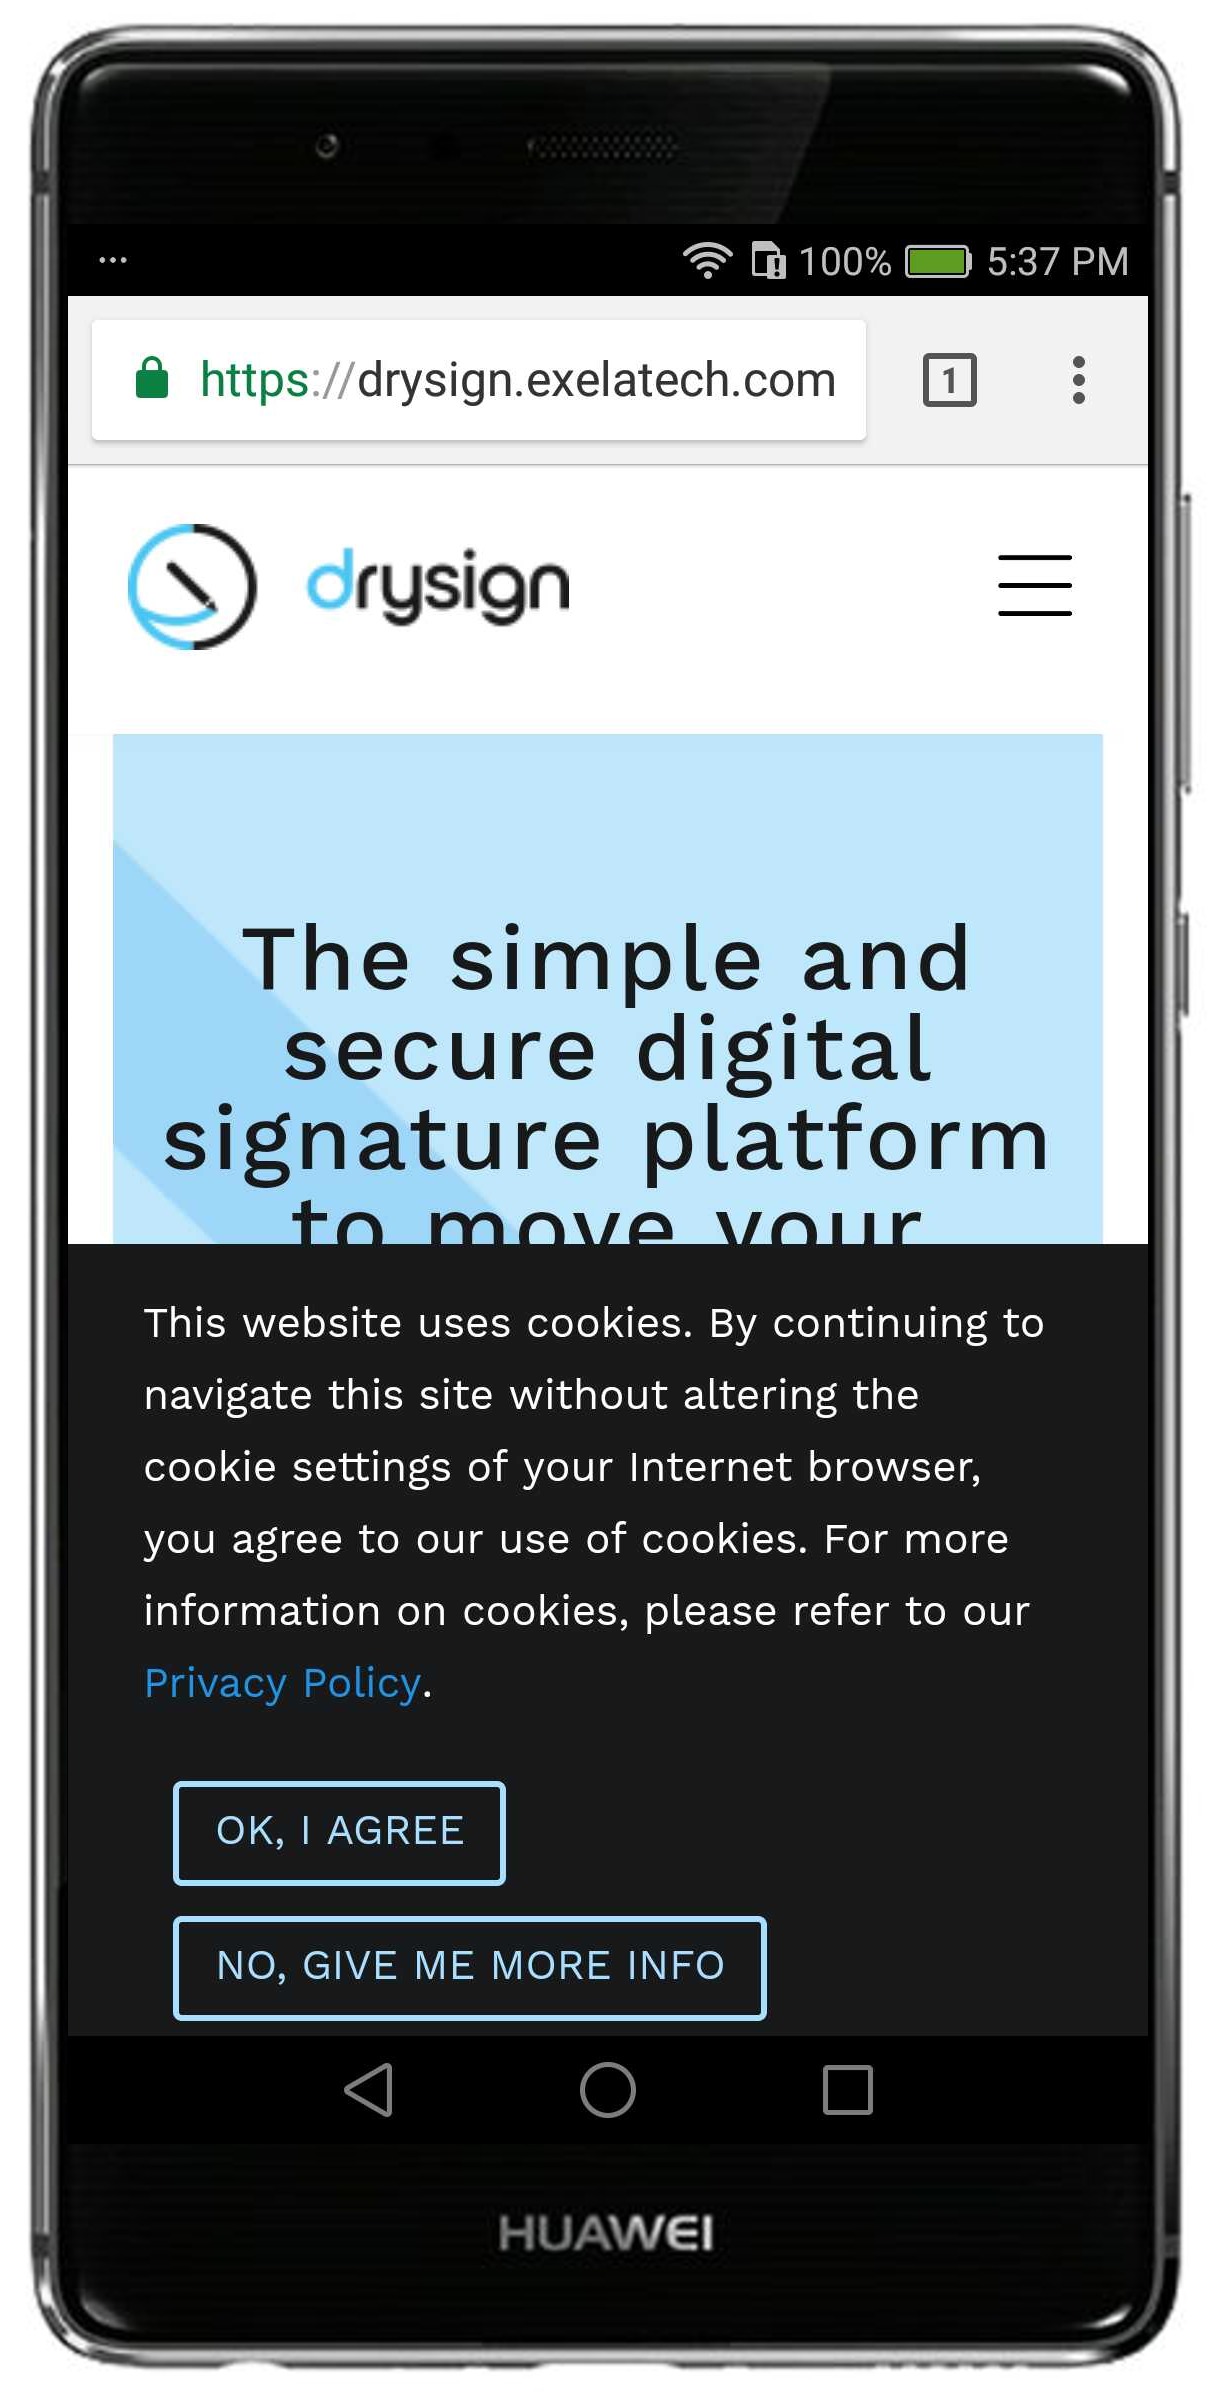 ... 100% 5:37 PM
https://drysign.exelatech.com 1
drysign
The simple and
secure digital
signature platform
to move your
This website uses cookies. By continuing to
navigate this site without altering the
cookie settings of your Internet browser,
you agree to our use of cookies. For more
information on cookies, please refer to our
Privacy Policy.
OK, I AGREE
NO, GIVE ME MORE INFO
HUAWEI